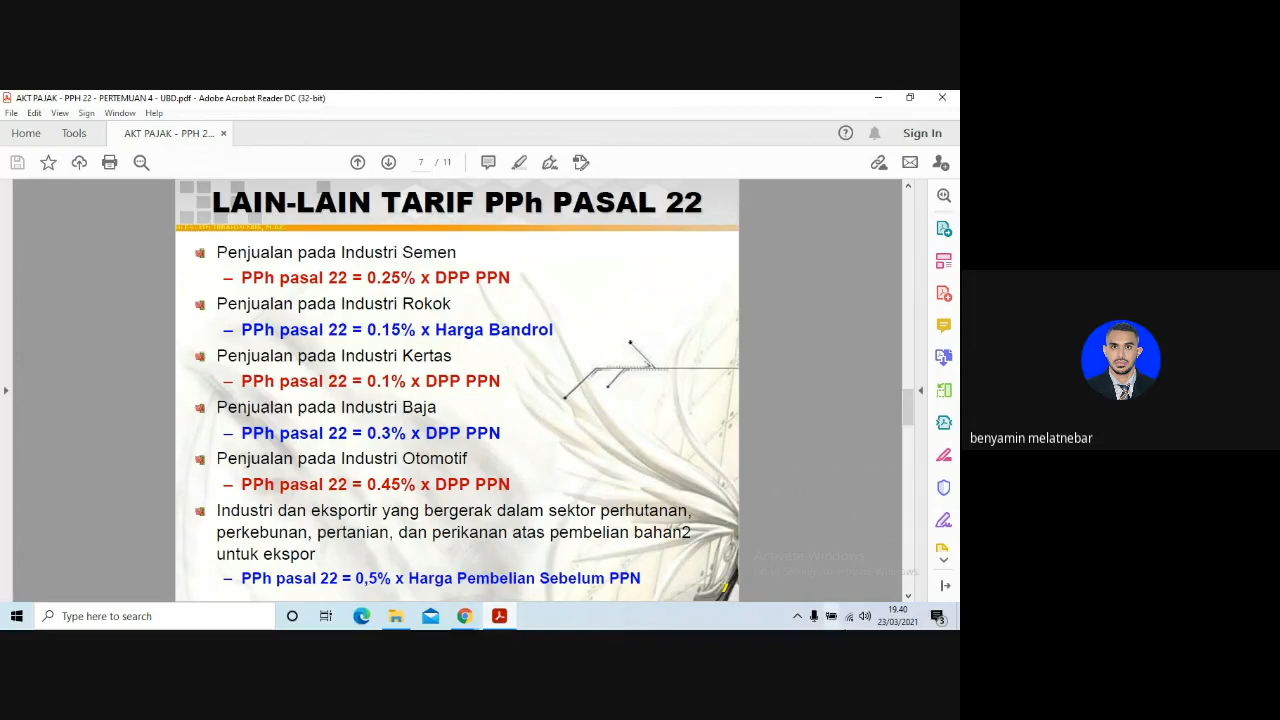 AKT PAJAK - PPH 22 - PERTEMUAN 4 - UBD.pdf - Adobe Acrobat Reader DC (32-bit)
File Edit View Sign Window Help
Home Tools AKT PAJAK - PPH 2... × Sign In
7 / 11
LAIN-LAIN TARIF PPh PASAL 22
Penjualan pada Industri Semen
– PPh pasal 22 = 0.25% x DPP PPN
Penjualan pada Industri Rokok
– PPh pasal 22 = 0.15% x Harga Bandrol
Penjualan pada Industri Kertas
– PPh pasal 22 = 0.1% x DPP PPN
Penjualan pada Industri Baja
– PPh pasal 22 = 0.3% x DPP PPN
Penjualan pada Industri Otomotif
– PPh pasal 22 = 0.45% x DPP PPN
Industri dan eksportir yang bergerak dalam sektor perhutanan,
perkebunan, pertanian, dan perikanan atas pembelian bahan2
untuk ekspor
– PPh pasal 22 = 0,5% x Harga Pembelian Sebelum PPN
Activate Windows
benyamin melatnebar
Type here to search
19.40
23/03/2021
3